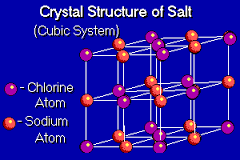 Crystal Structure of Salt
(Cubic System)
- Chlorine
Atom
- Sodium
Atom